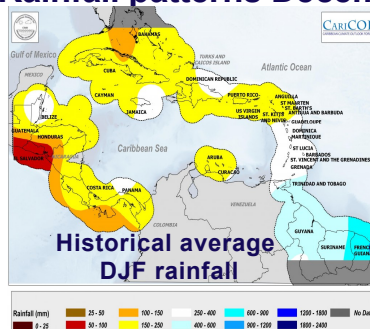 Rainfall patterns Decem
CARICO
Gulf of Mexico
BAHAMAS
Atlantic Ocean
TURKS AND
CAICOS ISLAND
MEXICO
CUBA
DOMINICAN REPUBLIC
CAYMAN
PUERTO RICO
ANGUILLA
ST MAARTEN
ST. BARTH'S
JAMAICA
US VIRGIN
ISLANDS
ST. KITTS
AND NEVIS
ANTIGUA AND BARBUDA
BELIZE
GUADELOUPE
GUATEMALA
DOMINICA
HONDURAS
MARTINIQUE
Caribbean Sea
ST LUCIA
BARBADOS
EL SALVADOR
NICARAGUA
ARUBA
ST. VINCENT AND THE GRENADINES
CURACAO
GRENADA
COSTA RICA
PANAMA
TRINIDAD AND TOBAGO
VENEZUELA
COLOMBIA
GUYANA
Historical average
DJF rainfall
SURINAME
FRENCH
GUIANA
Rainfall (mm)
25 - 50
100 - 150
250 - 400
600 - 900
1200 - 1800
No Da
0 - 25
50 - 100
150 - 250
400 - 600
900 - 1200
1800 - 2400